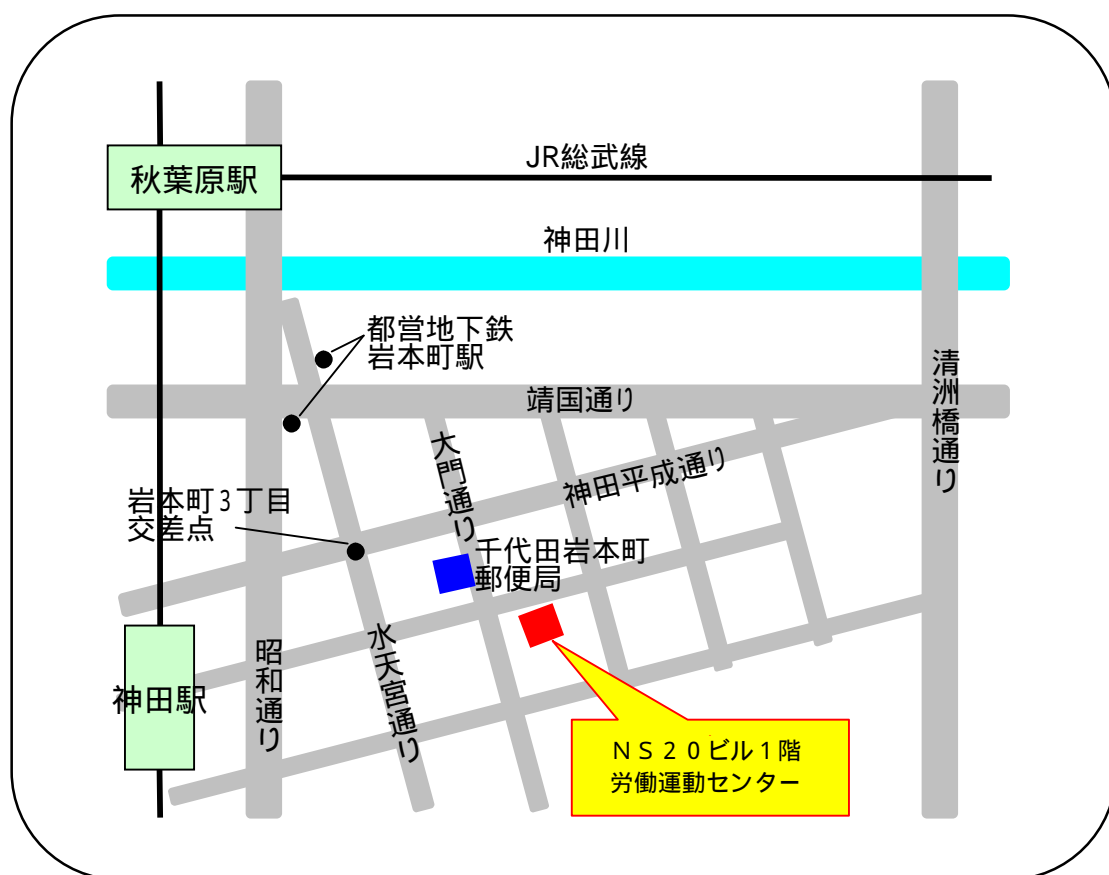 JR総武線
秋葉原駅
神田川
都営地下鉄
岩本町駅
靖国通り
清洲橋通り
大門通り
神田平成通り
岩本町3丁目
交差点
千代田岩本町
郵便局
水天宮通り
昭和通り
神田駅
NS20ビル1階
労働運動センター